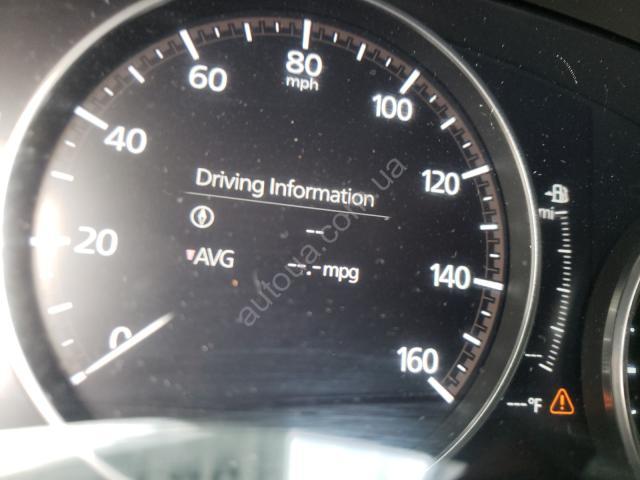 80
mph
60
100
40
120
Driving Information
mi
--
20
AVG --.-mpg
140
0
160
---°F
autoua.com.ua